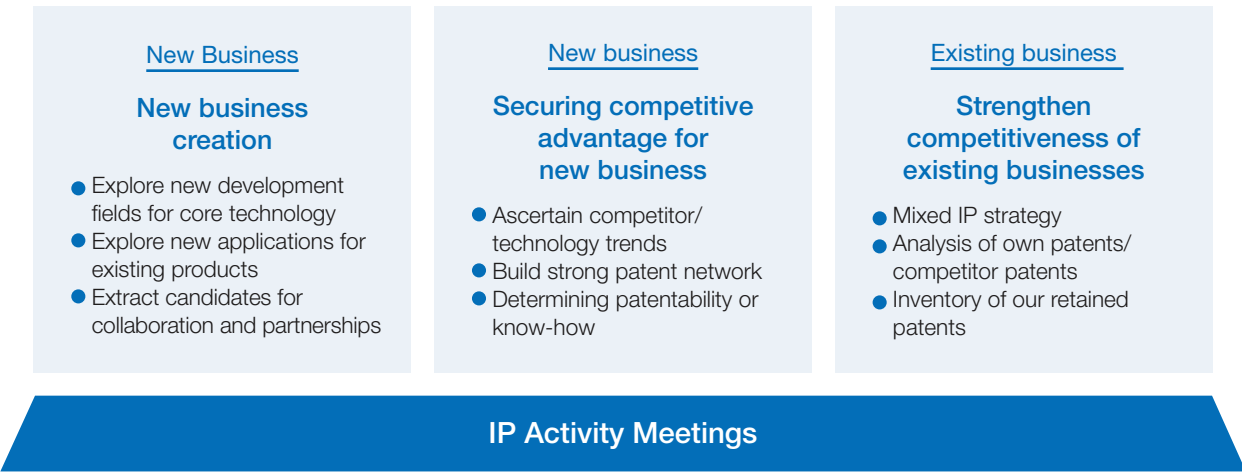 New Business
New business
creation
● Explore new development
fields for core technology
● Explore new applications for
existing products
● Extract candidates for
collaboration and partnerships
New business
Securing competitive
advantage for
new business
● Ascertain competitor/
technology trends
● Build strong patent network
● Determining patentability or
know-how
Existing business
Strengthen
competitiveness of
existing businesses
● Mixed IP strategy
● Analysis of own patents/
competitor patents
● Inventory of our retained
patents
IP Activity Meetings